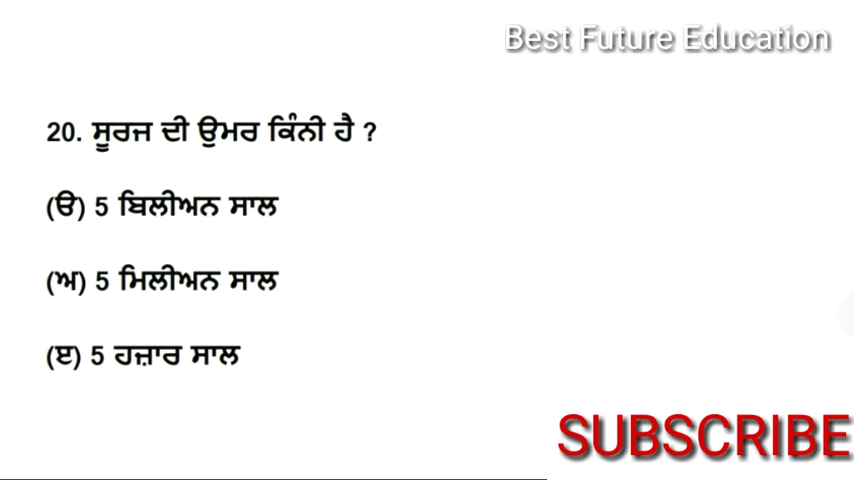 Best Future Education
20. ਸੂਰਜ ਦੀ ਉਮਰ ਕਿੰਨੀ ਹੈ ?
(ੳ) 5 ਬਿਲੀਅਨ ਸਾਲ
(ਅ) 5 ਮਿਲੀਅਨ ਸਾਲ
(ੲ) 5 ਹਜ਼ਾਰ ਸਾਲ
SUBSCRIBE